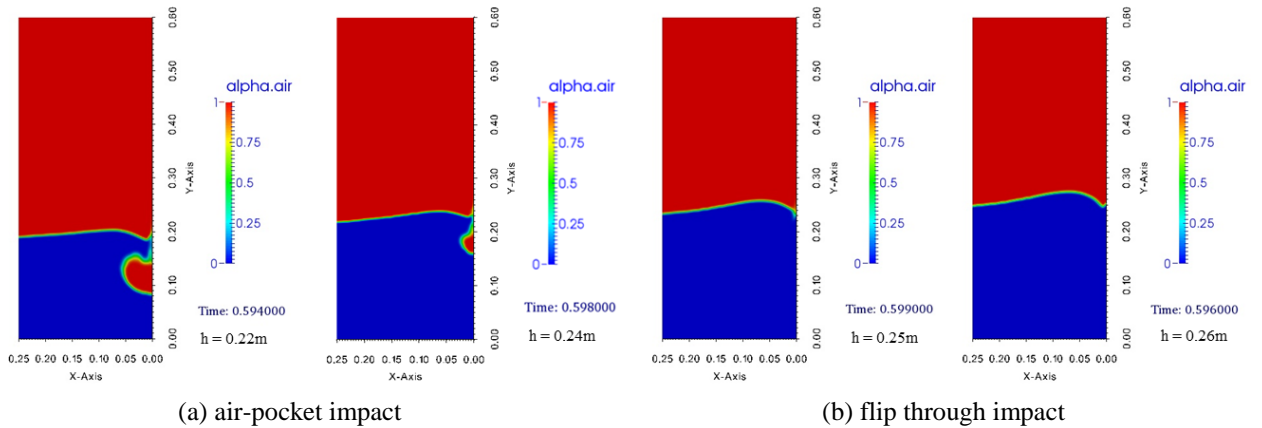 0.60
0.50
0.40
0.30
0.20
0.10
0.00
Y-Axis
0.25 0.20 0.15 0.10 0.05 0.00
X-Axis
alpha.air
1
0.75
0.5
0.25
0
Time: 0.594000
h = 0.22m
0.60
0.50
0.40
0.30
0.20
0.10
0.00
Y-Axis
0.25 0.20 0.15 0.10 0.05 0.00
X-Axis
alpha.air
1
0.75
0.5
0.25
0
Time: 0.598000
h = 0.24m
(a) air-pocket impact
0.60
0.50
0.40
0.30
0.20
0.10
0.00
Y-Axis
0.25 0.20 0.15 0.10 0.05 0.00
X-Axis
alpha.air
1
0.75
0.5
0.25
0
Time: 0.599000
h = 0.25m
0.60
0.50
0.40
0.30
0.20
0.10
0.00
Y-Axis
0.25 0.20 0.15 0.10 0.05 0.00
X-Axis
alpha.air
1
0.75
0.5
0.25
0
Time: 0.596000
h = 0.26m
(b) flip through impact